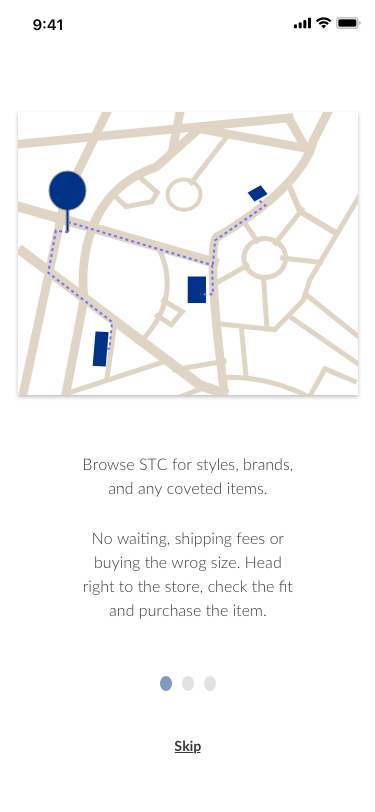 9:41
Browse STC for styles, brands,
and any coveted items.
No waiting, shipping fees or
buying the wrog size. Head
right to the store, check the fit
and purchase the item.
Skip